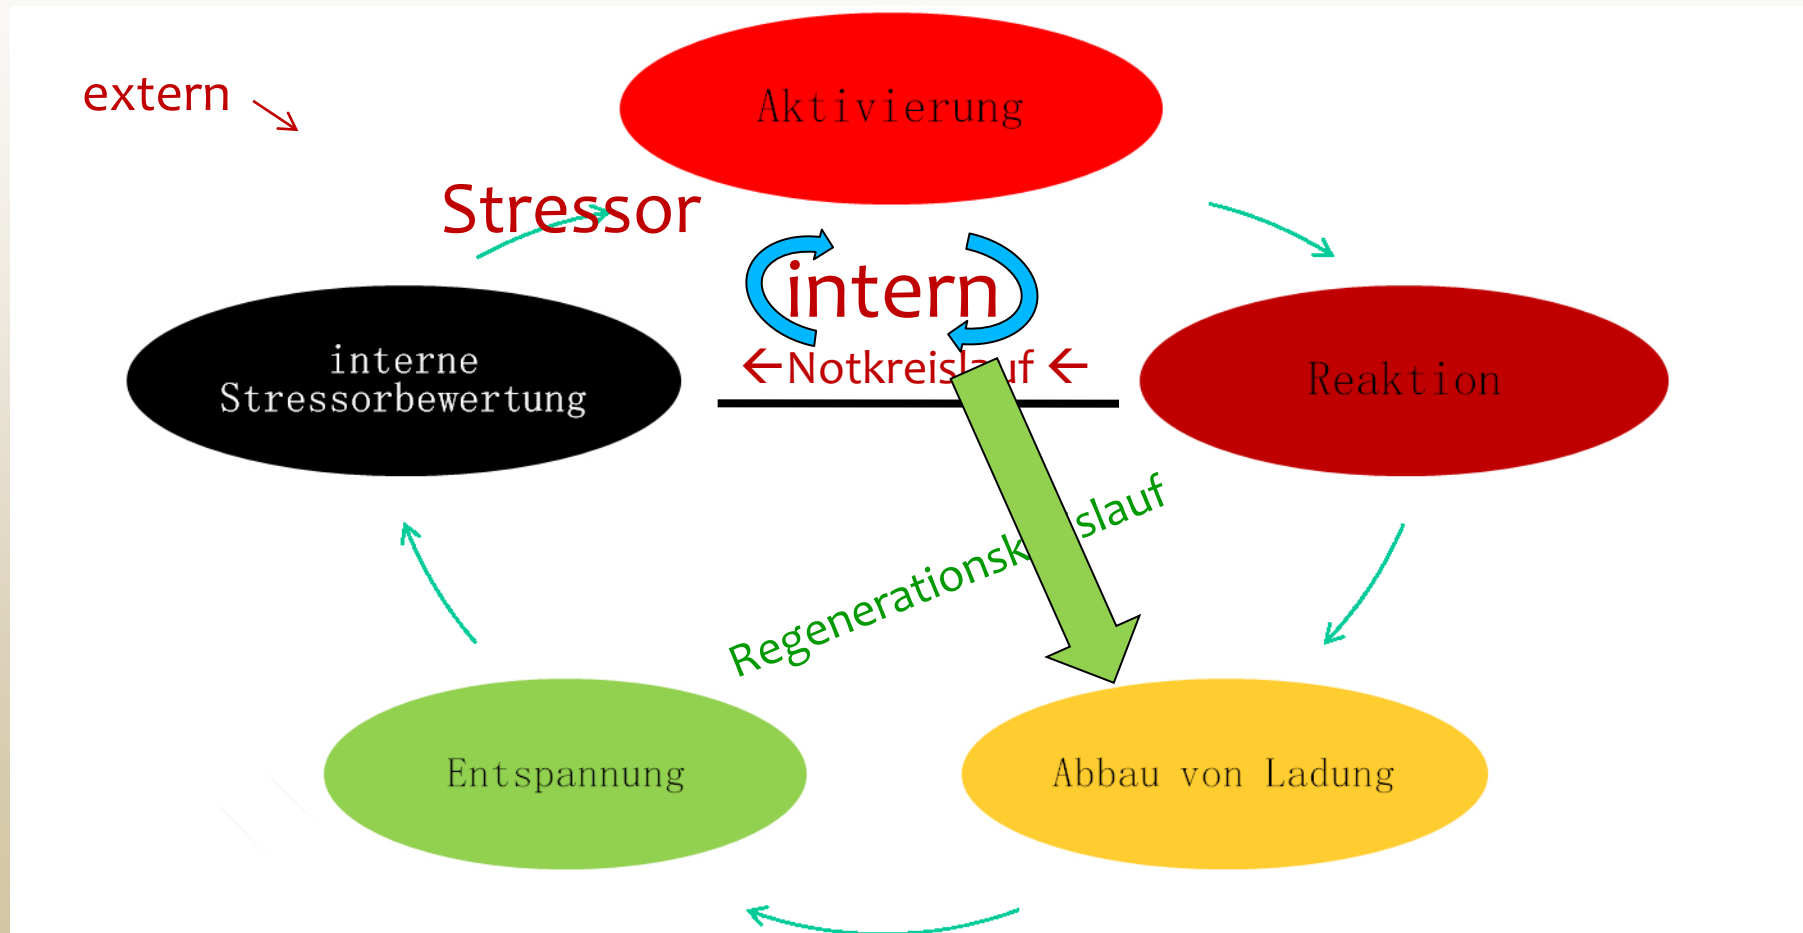 Aktivierung
extern
Stressor
intern
interne
Stressorbewertung
←Notkreislauf ←
Reaktion
Regenerationskreislauf
Entspannung
Abbau von Ladung